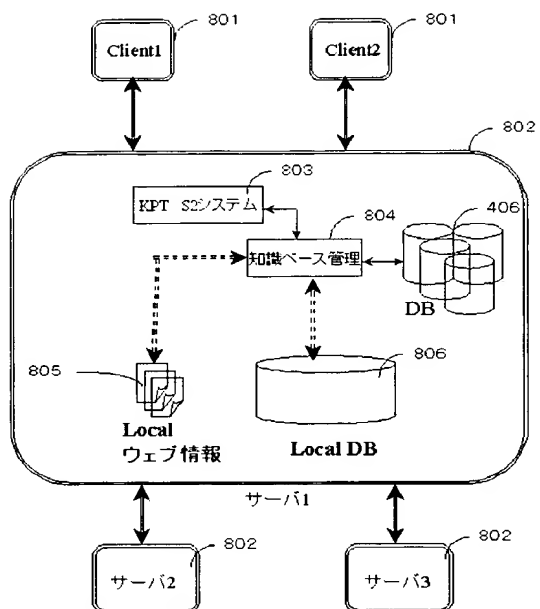 801
801
Client1
Client2
802
803
KPT S2システム
804
406
知識ベース管理
DB
805
806
Local
ウェブ情報
Local DB
サーバ1
802
802
サーバ2
サーバ3